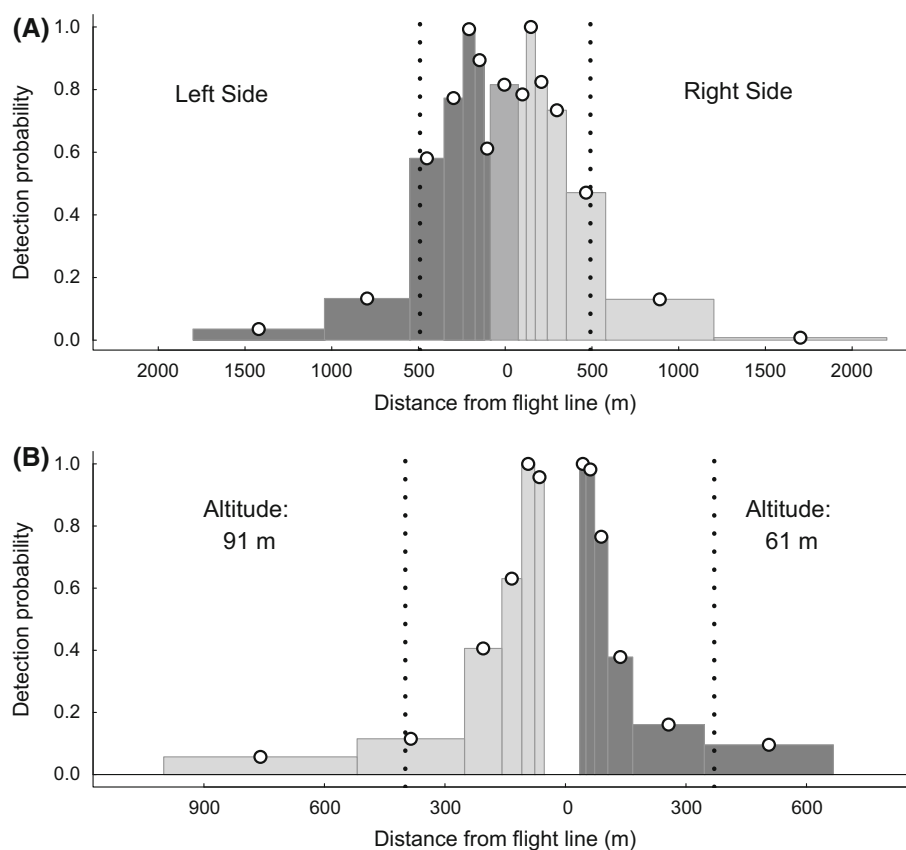 (A)
1.0
0.8
0.6
0.4
0.2
0.0
Detection probability
Left Side
Right Side
2000 1500 1000 500 0 500 1000 1500 2000
Distance from flight line (m)
(B)
1.0
0.8
0.6
0.4
0.2
0.0
Detection probability
Altitude:
91 m
Altitude:
61 m
900 600 300 0 300 600
Distance from flight line (m)